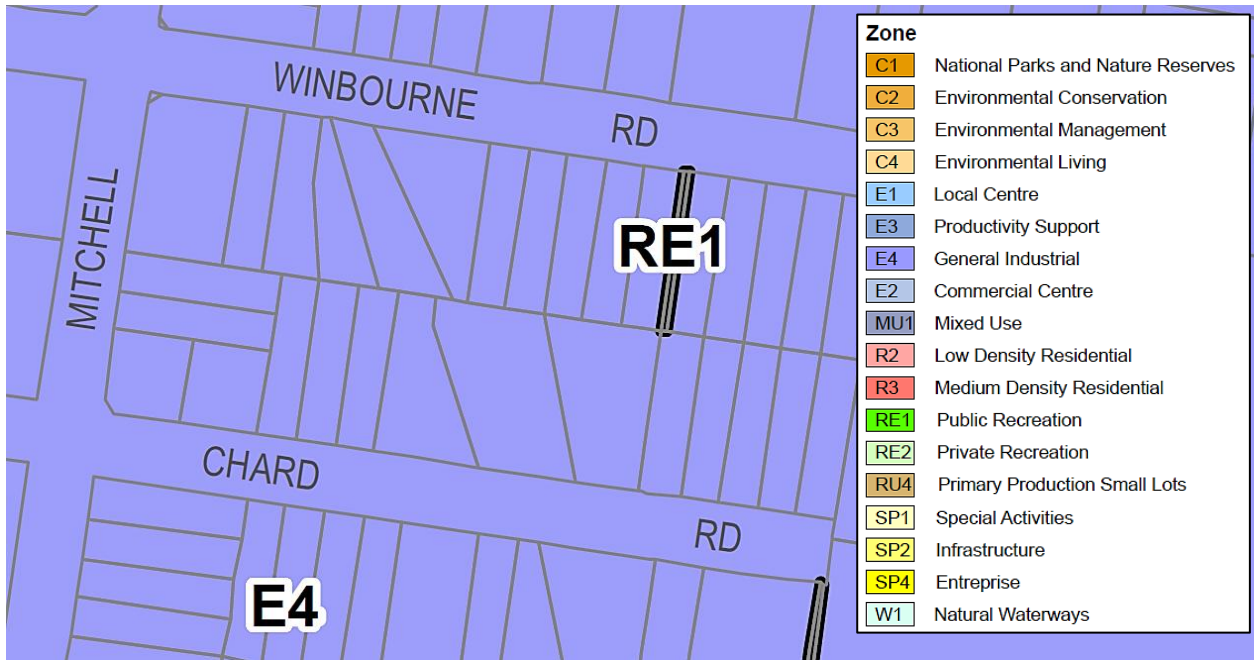 WINBOURNE RD
MITCHELL
RE1
CHARD RD
E4
Zone
C1 National Parks and Nature Reserves
C2 Environmental Conservation
C3 Environmental Management
C4 Environmental Living
E1 Local Centre
E3 Productivity Support
E4 General Industrial
E2 Commercial Centre
MU1 Mixed Use
R2 Low Density Residential
R3 Medium Density Residential
RE1 Public Recreation
RE2 Private Recreation
RU4 Primary Production Small Lots
SP1 Special Activities
SP2 Infrastructure
SP4 Entreprise
W1 Natural Waterways